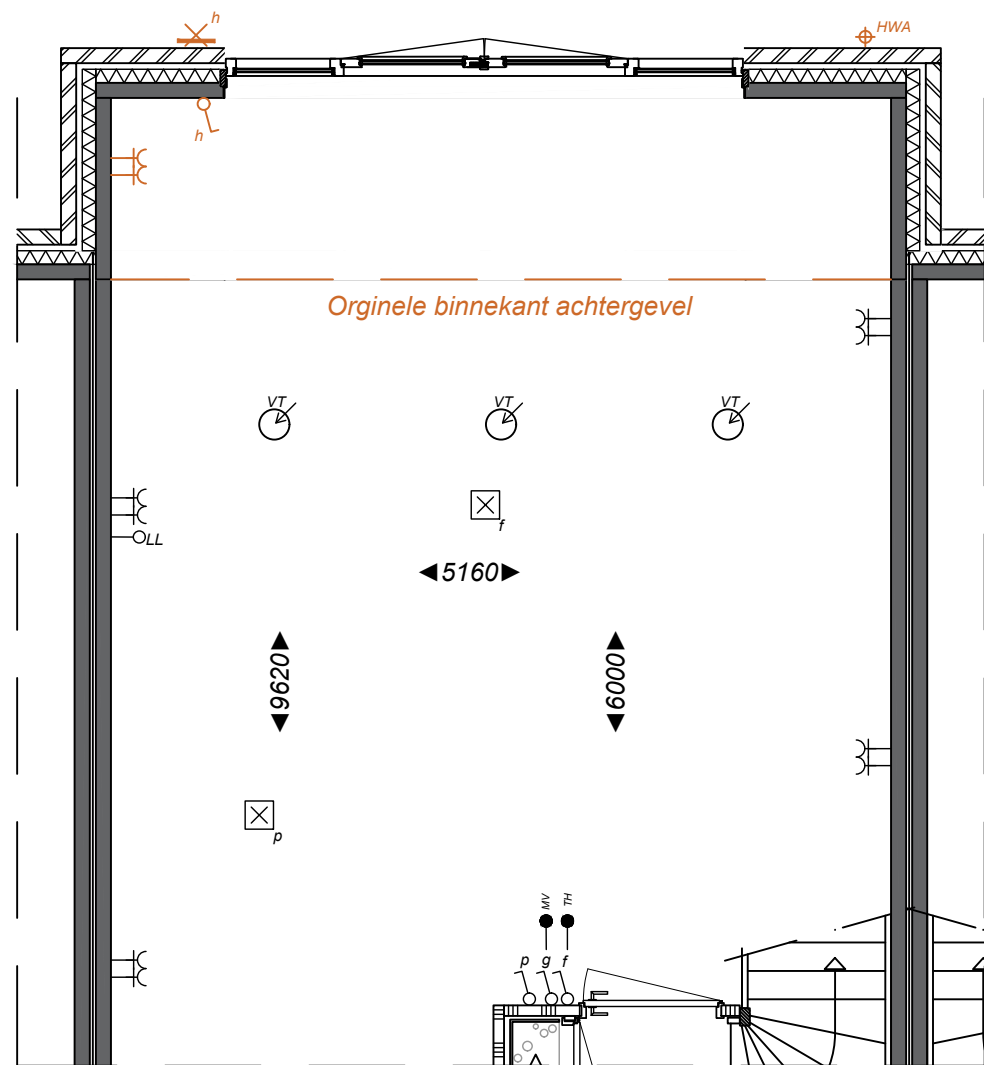 h
HWA
h
Orginele binnekant achtergevel
VT VT VT
f
LL
5160
9620
6000
p
MV TH
p g f